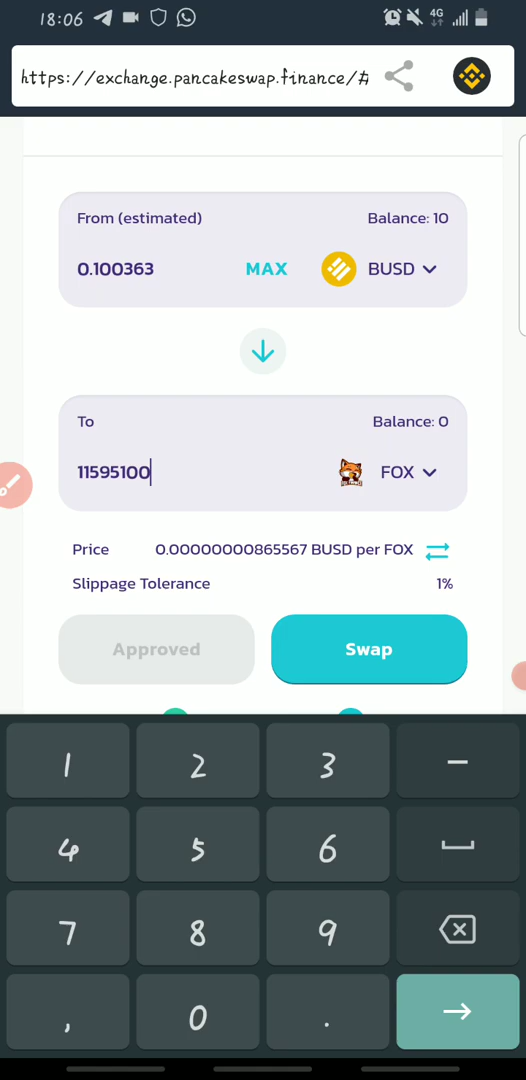 18:06
4G
https://exchange.pancakeswap.finance/#
From (estimated) Balance: 10
0.100363 MAX BUSD
To Balance: 0
11595100 FOX
Price 0.00000000865567 BUSD per FOX
Slippage Tolerance 1%
Approved Swap
1 2 3 -
4 5 6
7 8 9
, 0 .